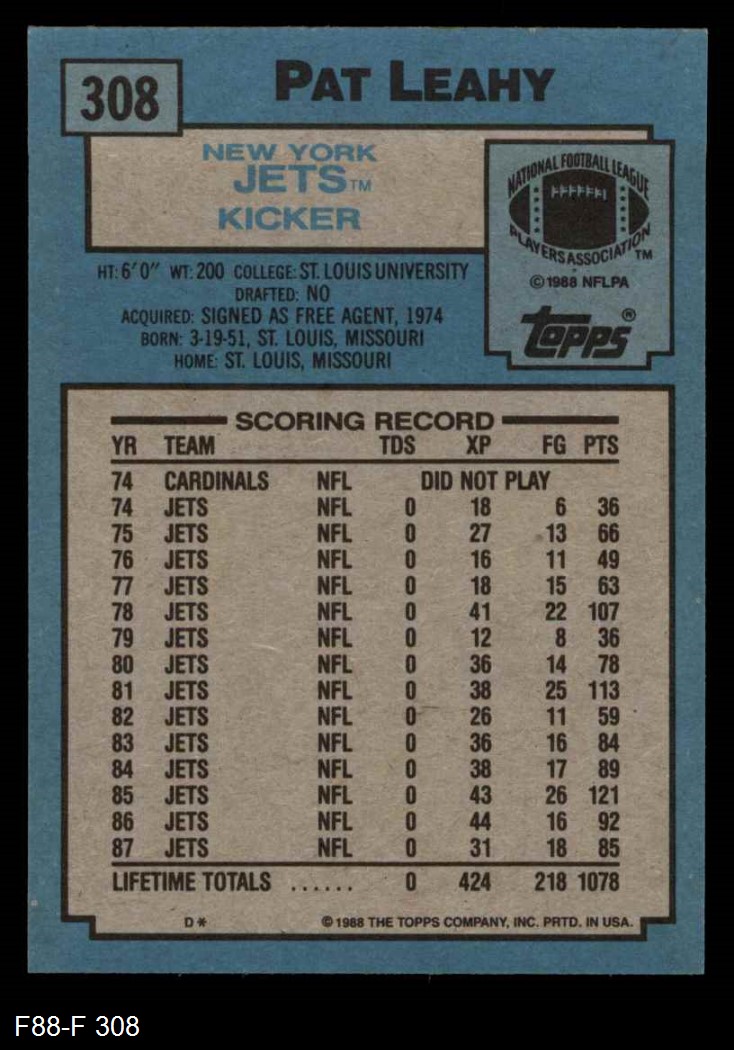 308
PAT LEAHY
NEW YORK
JETS™
KICKER
NATIONAL FOOTBALL LEAGUE
PLAYERS ASSOCIATION™
© 1988 NFLPA
topps®
HT: 6'0" WT: 200 COLLEGE: ST. LOUIS UNIVERSITY
DRAFTED: NO
ACQUIRED: SIGNED AS FREE AGENT, 1974
BORN: 3-19-51, ST. LOUIS, MISSOURI
HOME: ST. LOUIS, MISSOURI
SCORING RECORD
YR TEAM TDS XP FG PTS
74 CARDINALS NFL DID NOT PLAY
74 JETS NFL 0 18 6 36
75 JETS NFL 0 27 13 66
76 JETS NFL 0 16 11 49
77 JETS NFL 0 18 15 63
78 JETS NFL 0 41 22 107
79 JETS NFL 0 12 8 36
80 JETS NFL 0 36 14 78
81 JETS NFL 0 38 25 113
82 JETS NFL 0 26 11 59
83 JETS NFL 0 36 16 84
84 JETS NFL 0 38 17 89
85 JETS NFL 0 43 26 121
86 JETS NFL 0 44 16 92
87 JETS NFL 0 31 18 85
LIFETIME TOTALS ...... 0 424 218 1078
D* © 1988 THE TOPPS COMPANY, INC. PRTD. IN USA.
F88-F 308